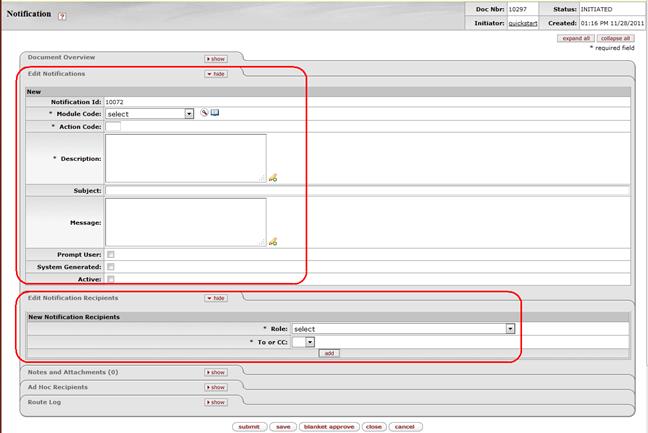 Notification ?
Doc Nbr: 10297 Status: INITIATED
Initiator: quickstart Created: 01:16 PM 11/28/2011
expand all collapse all
* required field
Document Overview show
Edit Notifications hide
New
Notification Id: 10072
* Module Code: select
* Action Code:
* Description:
Subject:
Message:
Prompt User:
System Generated:
Active:
Edit Notification Recipients hide
New Notification Recipients
* Role: select
* To or CC:
add
Notes and Attachments (0) show
Ad Hoc Recipients show
Route Log show
submit save blanket approve close cancel